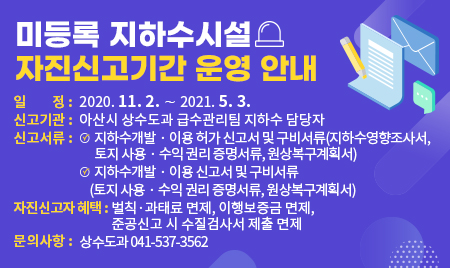 미등록 지하수시설
자진신고기간 운영 안내
일 정 : 2020. 11. 2. ~ 2021. 5. 3.
신고기관 : 아산시 상수도과 급수관리팀 지하수 담당자
신고서류 : 지하수개발 · 이용 허가 신고서 및 구비서류(지하수영향조사서,
토지 사용 · 수익 권리 증명서류, 원상복구계획서)
지하수개발 · 이용 신고서 및 구비서류
(토지 사용 · 수익 권리 증명서류, 원상복구계획서)
자진신고자 혜택 : 벌칙 · 과태료 면제, 이행보증금 면제,
준공신고 시 수질검사서 제출 면제
문의사항 : 상수도과 041-537-3562